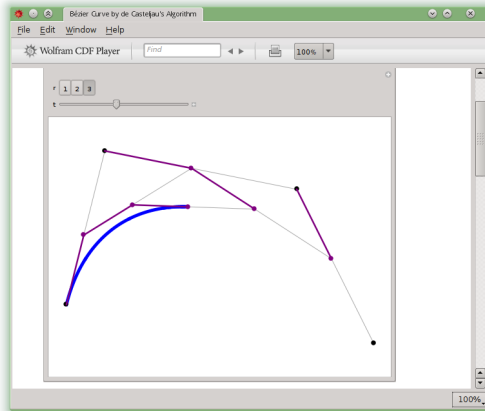 Bézier Curve by de Casteljau's Algorithm
File Edit Window Help
Wolfram CDF Player Find 100%
r 1 2 3
t
100%